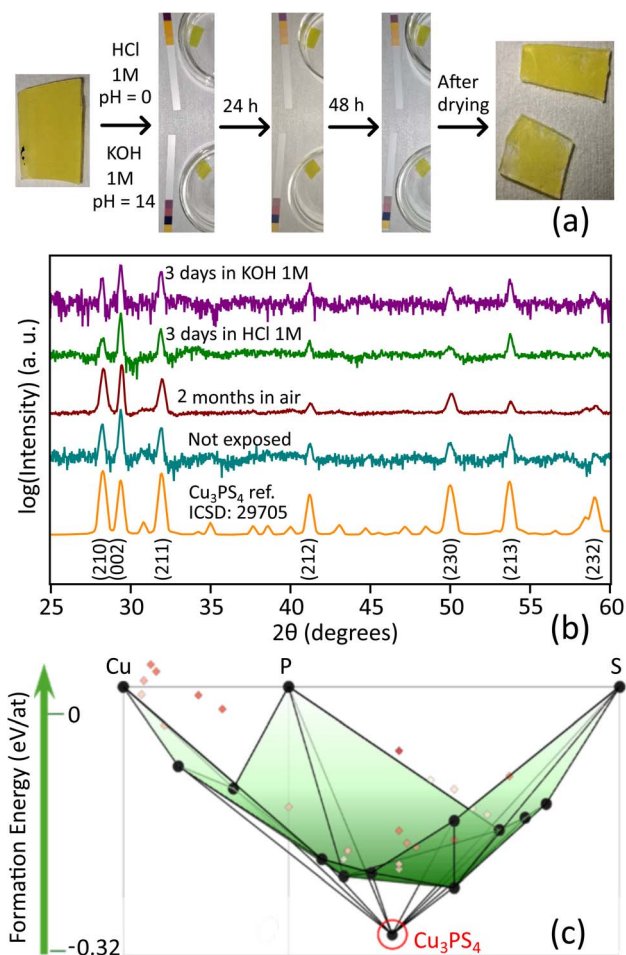 HCl
1M
pH = 0
KOH
1M
pH = 14
24 h
48 h
After
drying
(a)
log(Intensity) (a. u.)
3 days in KOH 1M
3 days in HCl 1M
2 months in air
Not exposed
Cu₃PS₄ ref.
ICSD: 29705
(210)
(002)
(211)
(212)
(230)
(213)
(232)
25 30 35 40 45 50 55 60
2θ (degrees)
(b)
Formation Energy (eV/at)
Cu P S
0
-0.32
Cu₃PS₄
(c)